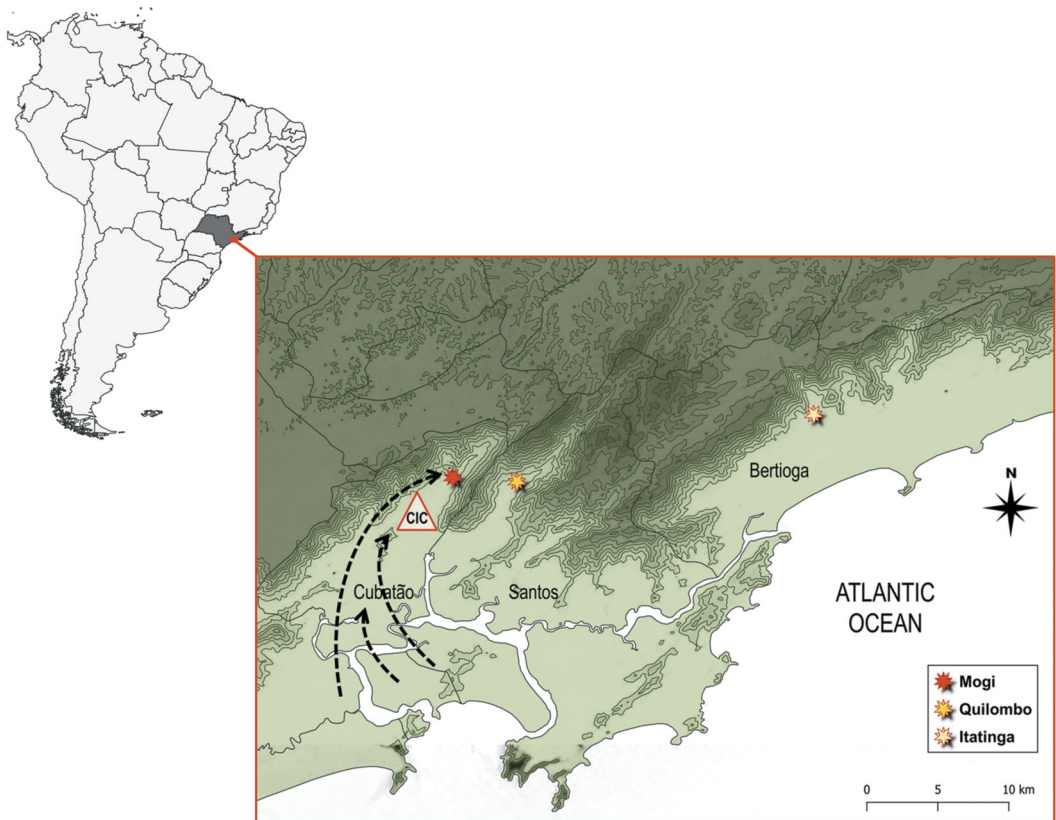 Bertioga
N
CIC
Cubatão
Santos
ATLANTIC
OCEAN
Mogi
Quilombo
Itatinga
0 5 10 km